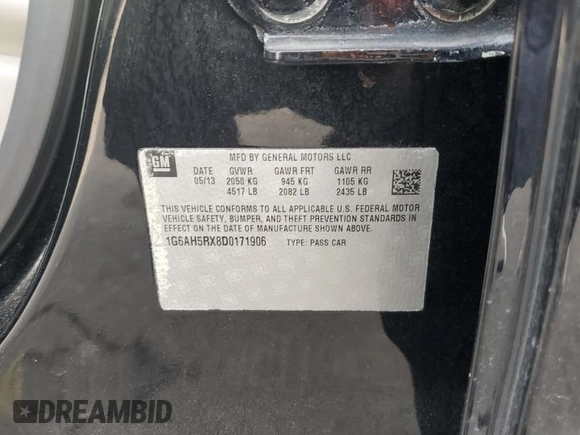 GM
MFD BY GENERAL MOTORS LLC
DATE GVWR GAWR FRT GAWR RR
05/13 2050 KG 945 KG 1105 KG
4517 LB 2082 LB 2435 LB
THIS VEHICLE CONFORMS TO ALL APPLICABLE U.S. FEDERAL MOTOR
VEHICLE SAFETY, BUMPER, AND THEFT PREVENTION STANDARDS IN
EFFECT ON THE DATE OF MANUFACTURE SHOWN ABOVE.
1G6AH5RX8D0171906 TYPE: PASS CAR
DREAMBID